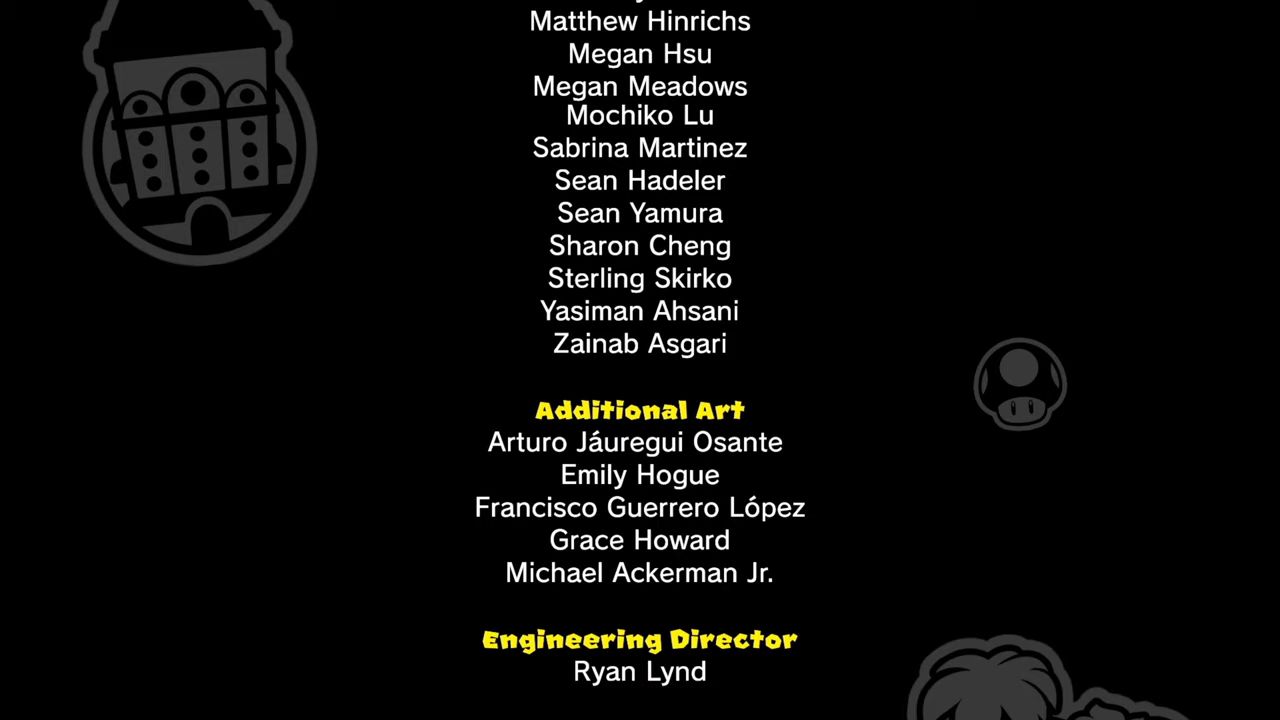 Matthew Hinrichs
Megan Hsu
Megan Meadows
Mochiko Lu
Sabrina Martinez
Sean Hadeler
Sean Yamura
Sharon Cheng
Sterling Skirko
Yasiman Ahsani
Zainab Asgari
Additional Art
Arturo Jáuregui Osante
Emily Hogue
Francisco Guerrero López
Grace Howard
Michael Ackerman Jr.
Engineering Director
Ryan Lynd